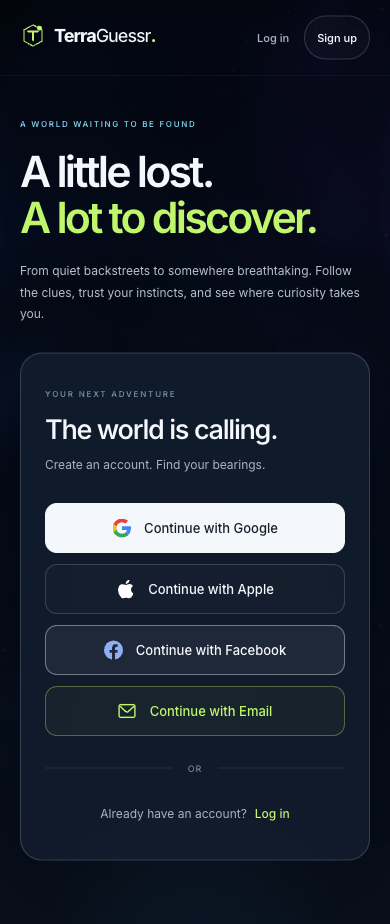 TerraGuessr.
Log in
Sign up
A WORLD WAITING TO BE FOUND
A little lost.
A lot to discover.
From quiet backstreets to somewhere breathtaking. Follow
the clues, trust your instincts, and see where curiosity takes
you.
YOUR NEXT ADVENTURE
The world is calling.
Create an account. Find your bearings.
Continue with Google
Continue with Apple
Continue with Facebook
Continue with Email
OR
Already have an account? Log in